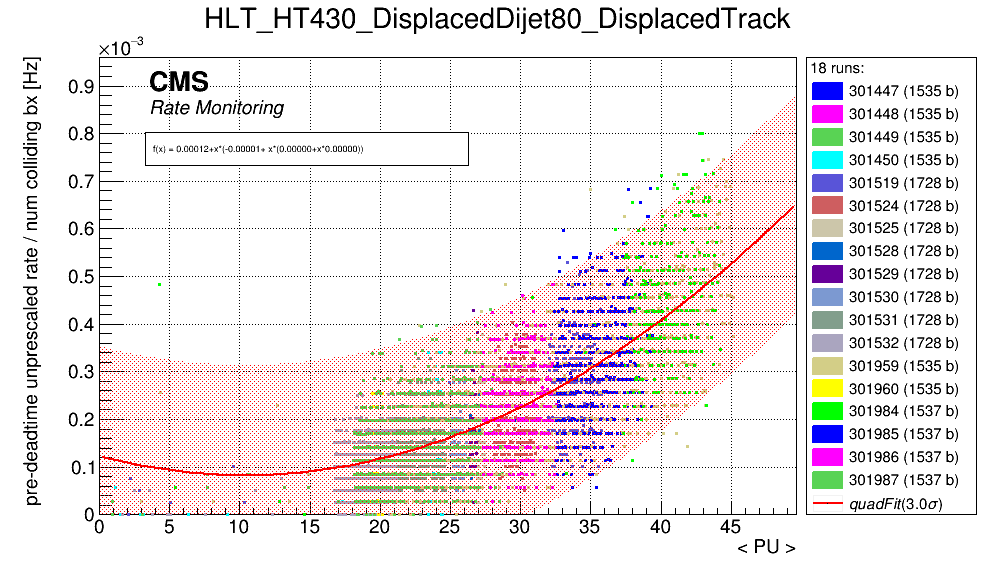 HLT_HT430_DisplacedDijet80_DisplacedTrack
×10⁻³
pre-deadtime unprescaled rate / num colliding bx [Hz]
CMS
Rate Monitoring
f(x) = 0.00012+x*(-0.00001+ x*(0.00000+x*0.00000))
0.9
0.8
0.7
0.6
0.5
0.4
0.3
0.2
0.1
0
0 5 10 15 20 25 30 35 40 45
< PU >
18 runs:
301447 (1535 b)
301448 (1535 b)
301449 (1535 b)
301450 (1535 b)
301519 (1728 b)
301524 (1728 b)
301525 (1728 b)
301528 (1728 b)
301529 (1728 b)
301530 (1728 b)
301531 (1728 b)
301532 (1728 b)
301959 (1535 b)
301960 (1535 b)
301984 (1537 b)
301985 (1537 b)
301986 (1537 b)
301987 (1537 b)
quadFit(3.0σ)